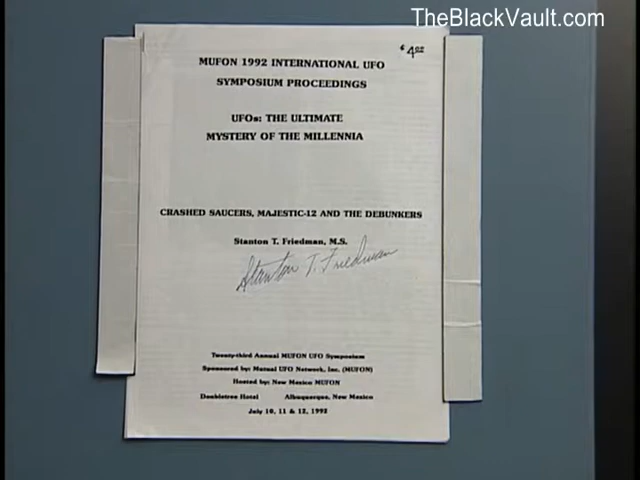 TheBlackVault.com
$4.00
MUFON 1992 INTERNATIONAL UFO
SYMPOSIUM PROCEEDINGS
UFOs: THE ULTIMATE
MYSTERY OF THE MILLENNIA
CRASHED SAUCERS, MAJESTIC-12 AND THE DEBUNKERS
Stanton T. Friedman, M.S.
Stanton T. Friedman
Twenty-third Annual MUFON UFO Symposium
Sponsored by: Mutual UFO Network, Inc. (MUFON)
Hosted by: New Mexico MUFON
Doubletree Hotel Albuquerque, New Mexico
July 10, 11 & 12, 1992